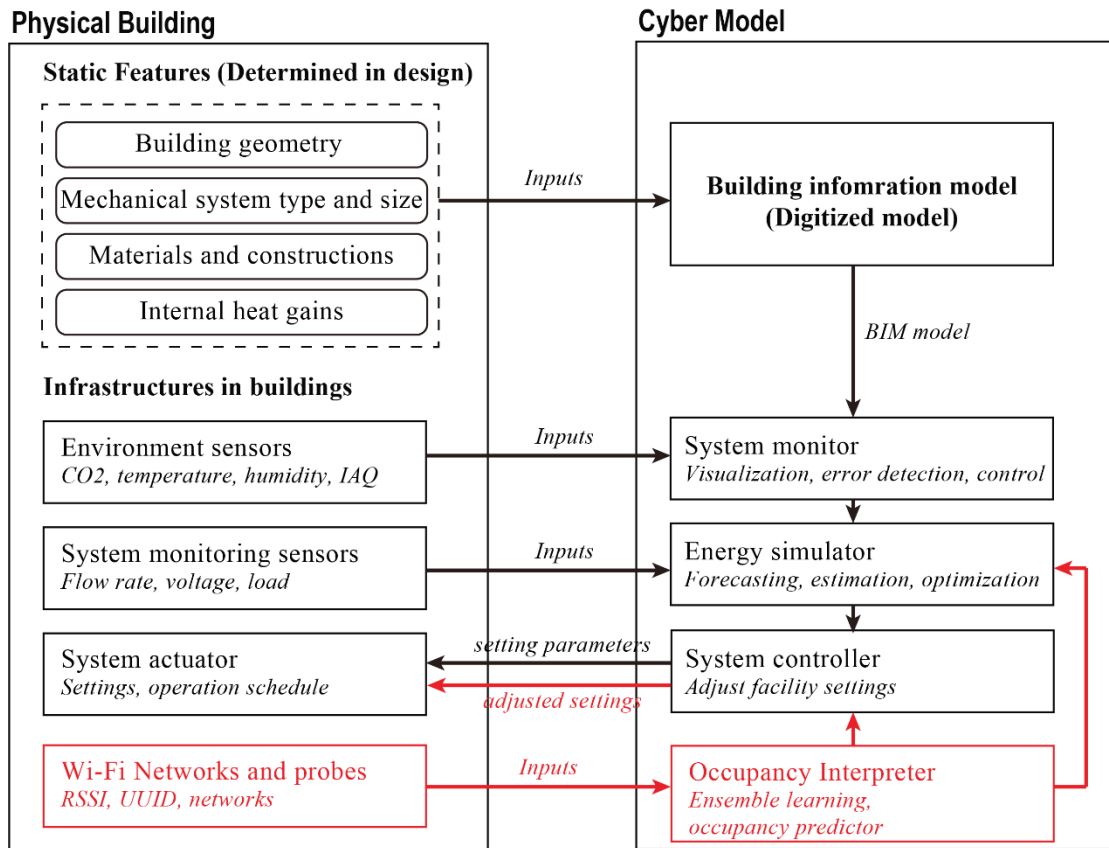 Physical Building
Cyber Model
Static Features (Determined in design)
Building geometry
Mechanical system type and size
Materials and constructions
Internal heat gains
Inputs
Building infomration model
(Digitized model)
BIM model
Infrastructures in buildings
Environment sensors
CO2, temperature, humidity, IAQ
Inputs
System monitor
Visualization, error detection, control
System monitoring sensors
Flow rate, voltage, load
Inputs
Energy simulator
Forecasting, estimation, optimization
System actuator
Settings, operation schedule
setting parameters
adjusted settings
System controller
Adjust facility settings
Wi-Fi Networks and probes
RSSI, UUID, networks
Inputs
Occupancy Interpreter
Ensemble learning,
occupancy predictor